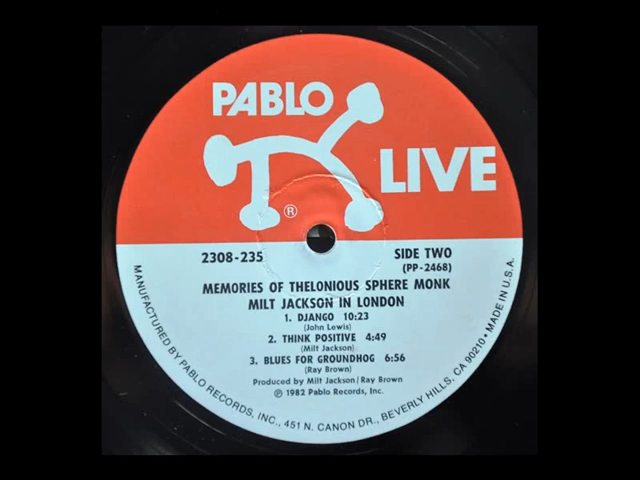 PABLO
LIVE
®
2308-235
SIDE TWO
(PP-2468)
MEMORIES OF THELONIOUS SPHERE MONK
MILT JACKSON IN LONDON
1. DJANGO 10:23
(John Lewis)
2. THINK POSITIVE 4:49
(Milt Jackson)
3. BLUES FOR GROUNDHOG 6:56
(Ray Brown)
Produced by Milt Jackson/Ray Brown
℗ 1982 Pablo Records, Inc.
MANUFACTURED BY PABLO RECORDS, INC., 451 N. CANON DR., BEVERLY HILLS, CA 90210 • MADE IN U.S.A.